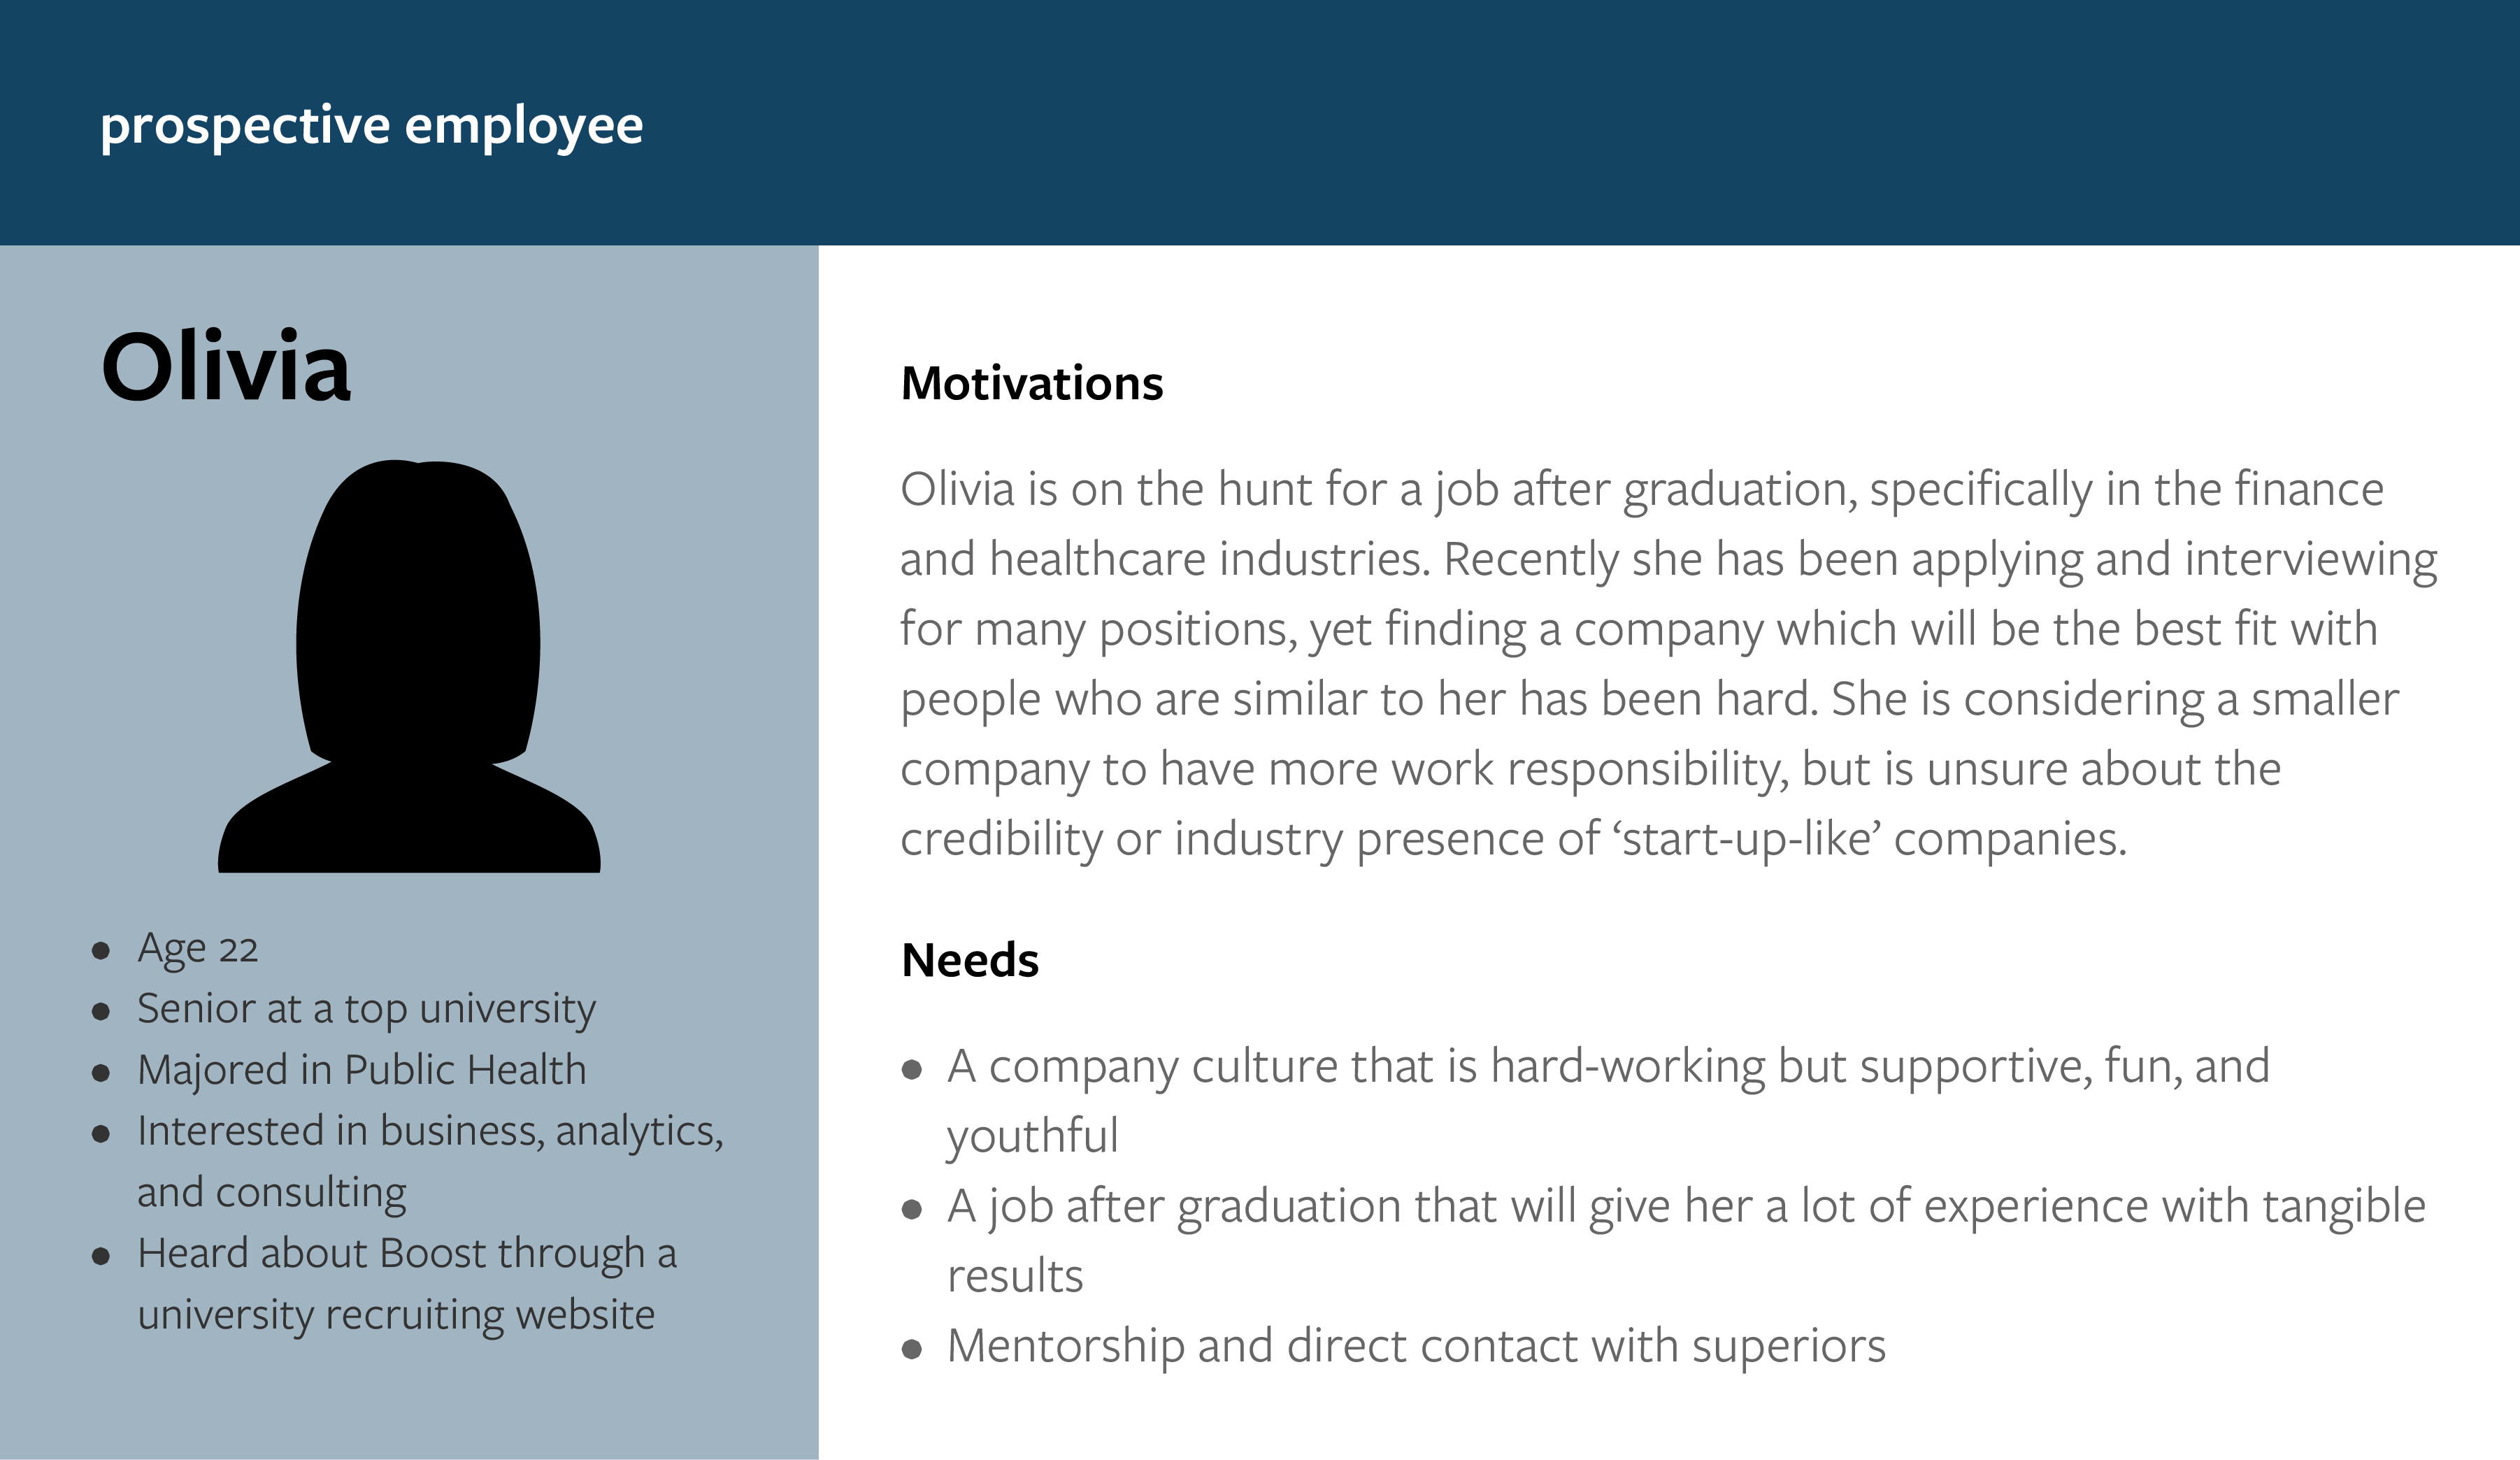 prospective employee
Olivia
• Age 22
• Senior at a top university
• Majored in Public Health
• Interested in business, analytics,
and consulting
• Heard about Boost through a
university recruiting website
Motivations
Olivia is on the hunt for a job after graduation, specifically in the finance
and healthcare industries. Recently she has been applying and interviewing
for many positions, yet finding a company which will be the best fit with
people who are similar to her has been hard. She is considering a smaller
company to have more work responsibility, but is unsure about the
credibility or industry presence of ‘start-up-like’ companies.
Needs
• A company culture that is hard-working but supportive, fun, and
youthful
• A job after graduation that will give her a lot of experience with tangible
results
• Mentorship and direct contact with superiors